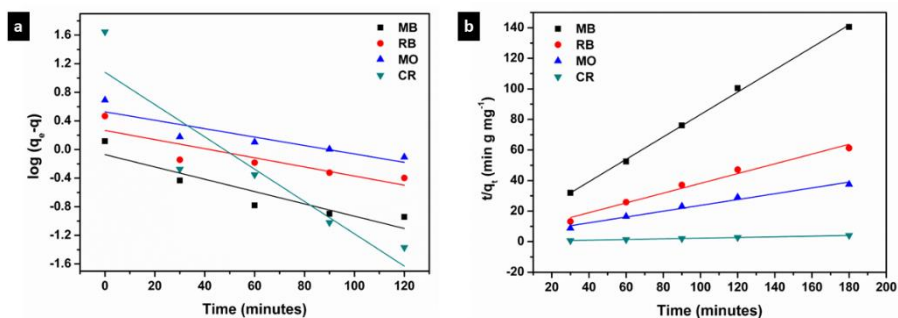 a
MB
RB
MO
CR
log (qe-q)
1.6
1.2
0.8
0.4
0.0
-0.4
-0.8
-1.2
-1.6
0 20 40 60 80 100 120
Time (minutes)
b
MB
RB
MO
CR
t/qt (min g mg-1)
140
120
100
80
60
40
20
0
-20
20 40 60 80 100 120 140 160 180 200
Time (minutes)